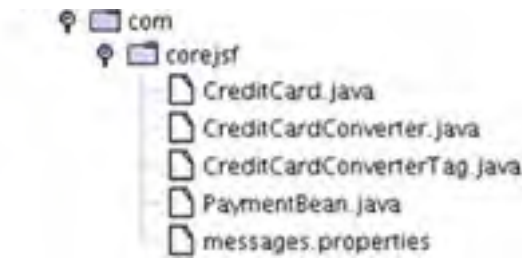 com
corejsf
CreditCard.java
CreditCardConverter.java
CreditCardConverterTag.java
PaymentBean.java
messages.properties